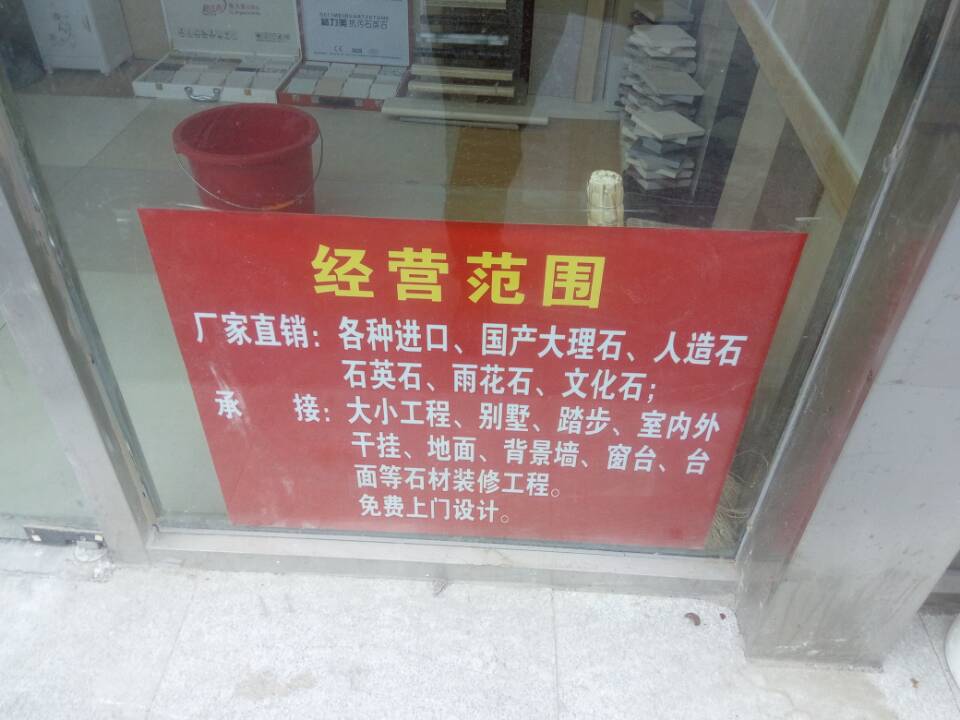 经营范围
厂家直销：各种进口、国产大理石、人造石
石英石、雨花石、文化石；
承接：大小工程、别墅、踏步、室内外
干挂、地面、背景墙、窗台、台
面等石材装修工程。
免费上门设计。